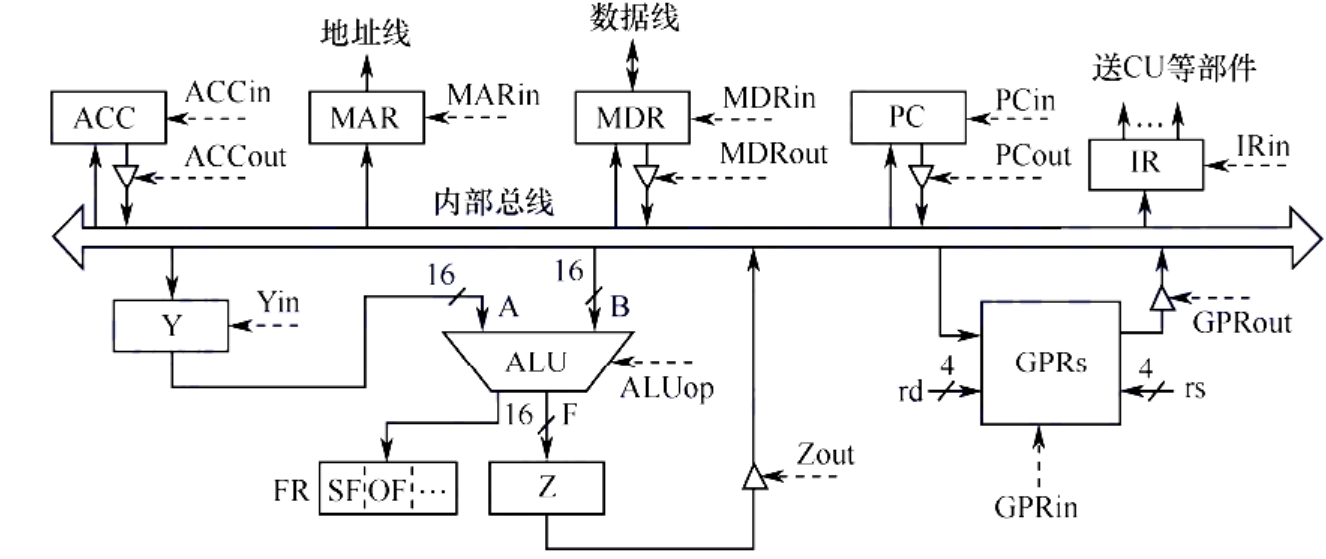 地址线
数据线
送CU等部件
ACC
ACCin
ACCout
MAR
MARin
MDR
MDRin
MDRout
PC
PCin
PCout
...
IR
IRin
内部总线
Y
Yin
16
A
16
B
ALU
ALUop
16
F
FR
SF
OF
...
Z
Zout
GPRs
GPRout
rd
4
4
rs
GPRin